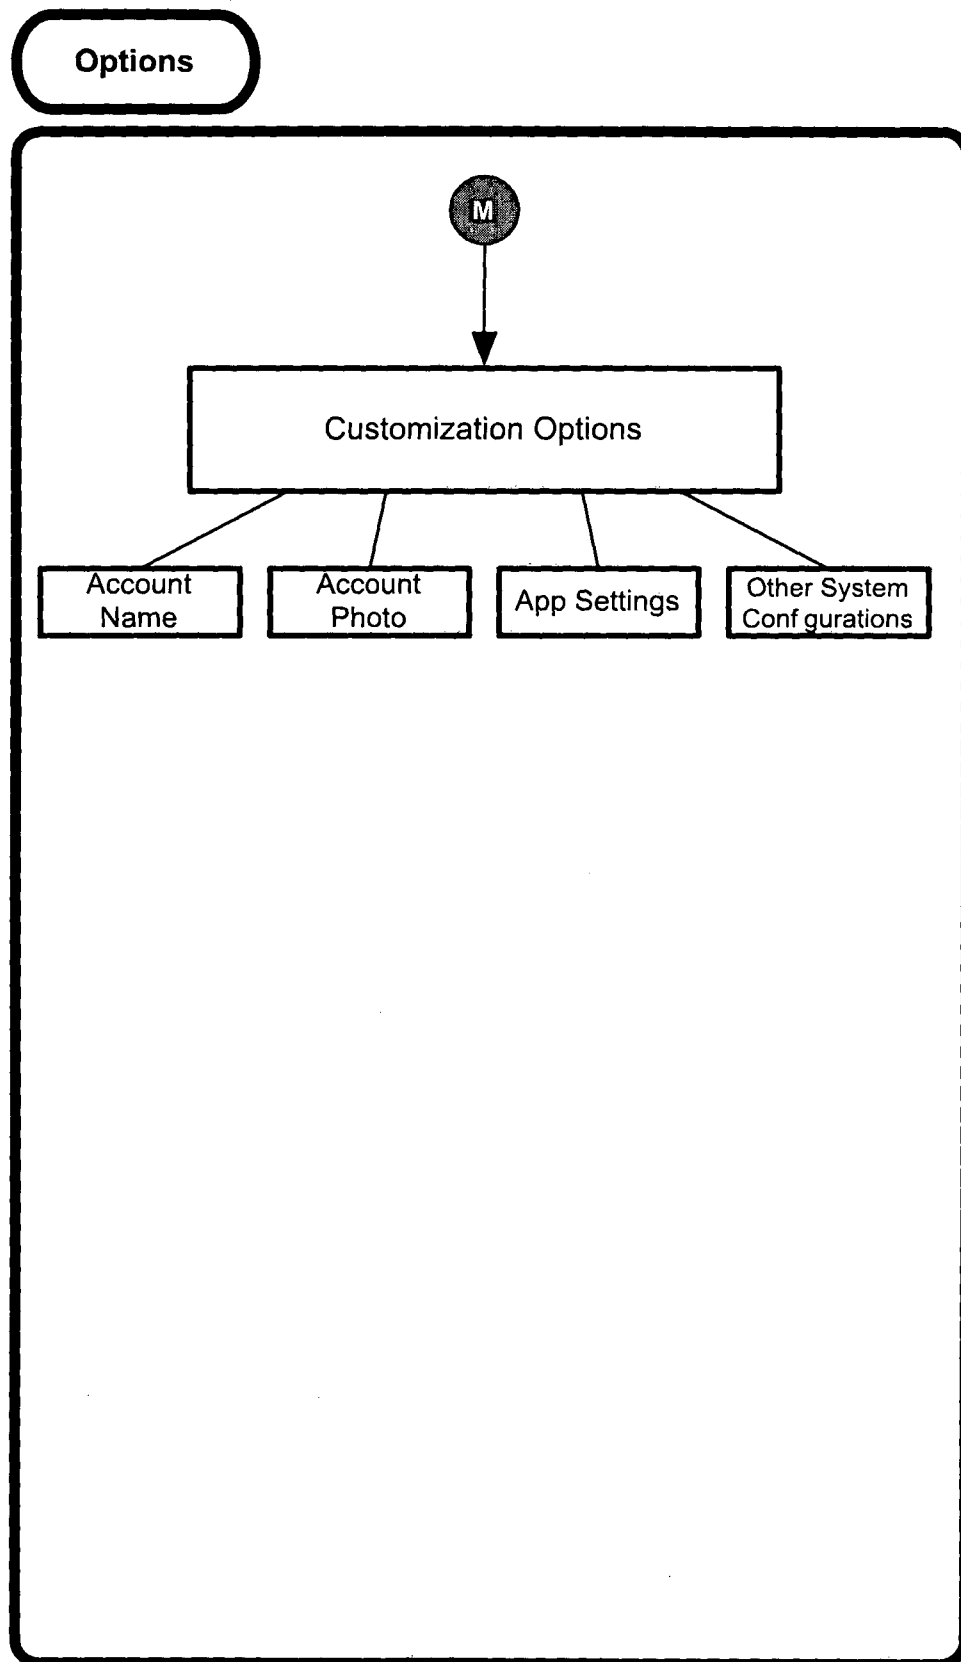 Options
M
Customization Options
Account
Name
Account
Photo
App Settings
Other System
Conf gurations